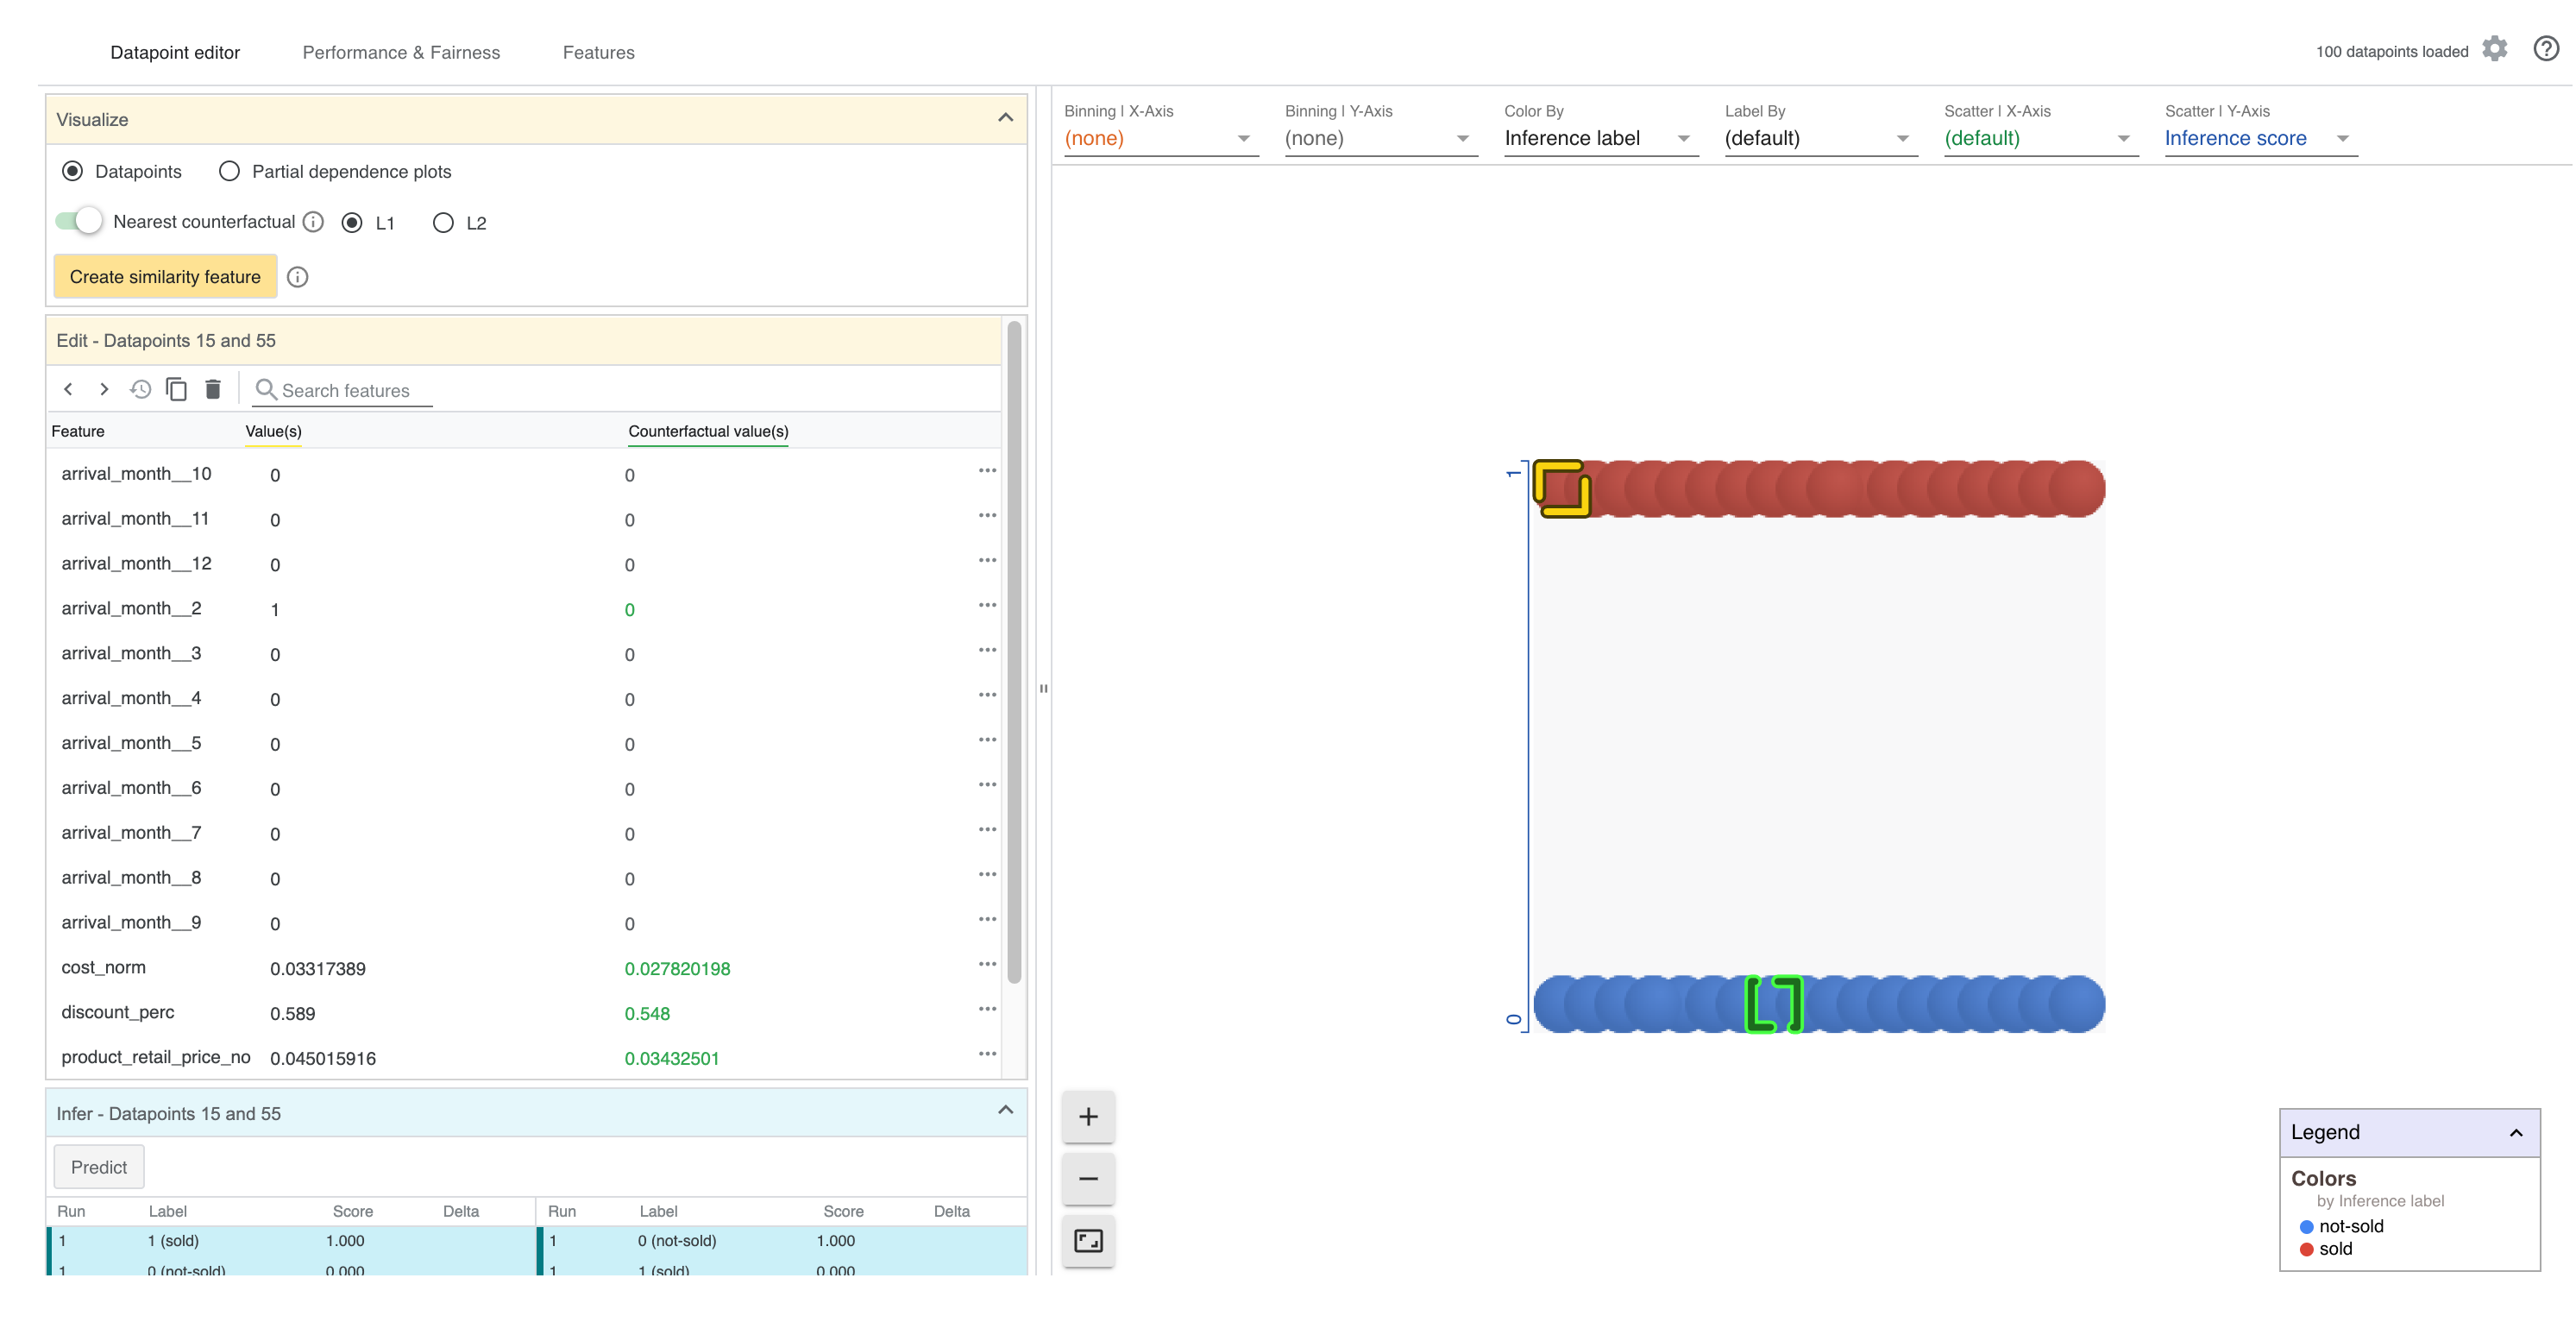 Datapoint editor Performance & Fairness Features 100 datapoints loaded
Visualize
Datapoints Partial dependence plots
Nearest counterfactual L1 L2
Create similarity feature
Edit - Datapoints 15 and 55
Search features
Feature Value(s) Counterfactual value(s)
arrival_month__10 0 0
arrival_month__11 0 0
arrival_month__12 0 0
arrival_month__2 1 0
arrival_month__3 0 0
arrival_month__4 0 0
arrival_month__5 0 0
arrival_month__6 0 0
arrival_month__7 0 0
arrival_month__8 0 0
arrival_month__9 0 0
cost_norm 0.03317389 0.027820198
discount_perc 0.589 0.548
product_retail_price_no 0.045015916 0.03432501
Infer - Datapoints 15 and 55
Predict
Run Label Score Delta Run Label Score Delta
1 1 (sold) 1.000 1 0 (not-sold) 1.000
1 0 (not-sold) 0.000 1 1 (sold) 0.000
Binning | X-Axis Binning | Y-Axis Color By Label By Scatter | X-Axis Scatter | Y-Axis
(none) (none) Inference label (default) (default) Inference score
1
0
Legend
Colors
by Inference label
not-sold
sold